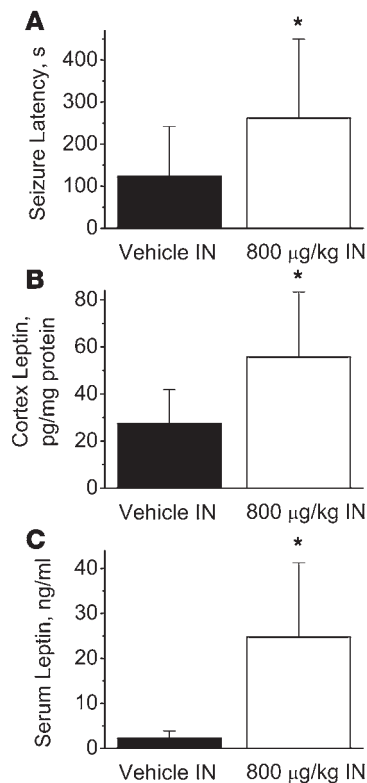 A
*
Seizure Latency, s
400
300
200
100
0
Vehicle IN 800 μg/kg IN
B
*
Cortex Leptin,
pg/mg protein
80
60
40
20
0
Vehicle IN 800 μg/kg IN
C
*
Serum Leptin, ng/ml
40
30
20
10
0
Vehicle IN 800 μg/kg IN